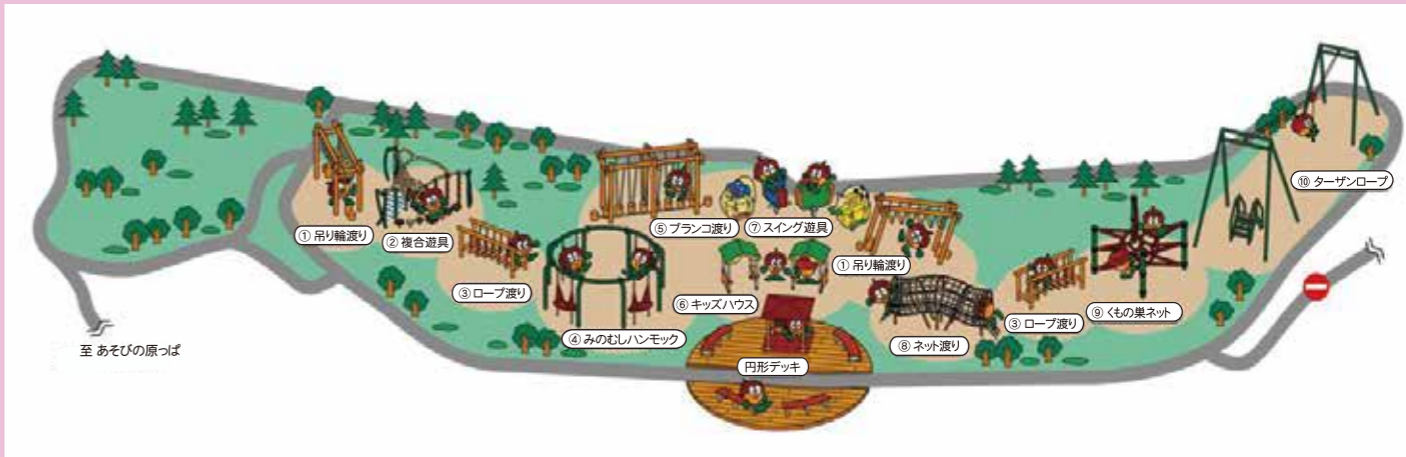 ① 吊り輪渡り
② 複合遊具
③ ロープ渡り
④ みのむしハンモック
⑤ ブランコ渡り
⑦ スイング遊具
⑥ キッズハウス
① 吊り輪渡り
⑧ ネット渡り
③ ロープ渡り
⑨ くもの巣ネット
⑩ ターザンロープ
円形デッキ
至 あそびの原っぱ